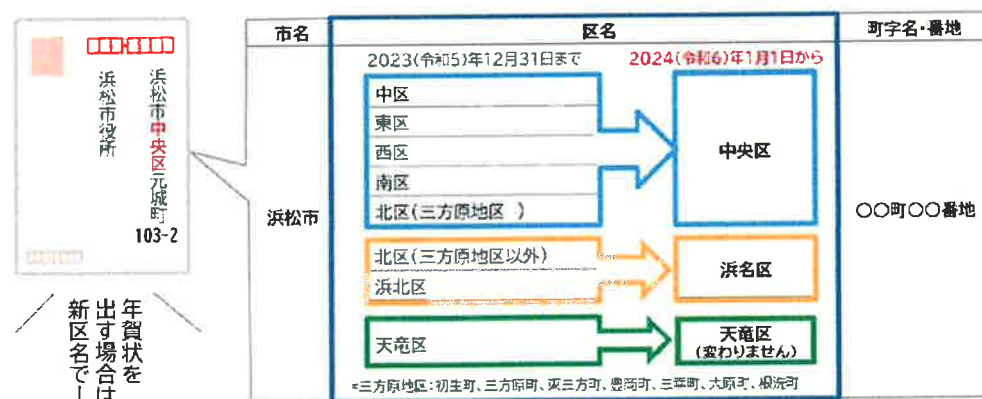 浜松市中央区元城町
103-2
浜松市役所
年賀状を
出す場合は
新区名でー
市名
区名
町字名・番地
2023(令和5)年12月31日まで
2024(令和6)年1月1日から
浜松市
中区
東区
西区
南区
北区(三方原地区 )
中央区
北区(三方原地区以外)
浜北区
浜名区
天竜区
天竜区
(変わりません)
〇〇町〇〇番地
*三方原地区:初生町、三方原町、東三方町、豊岡町、三幸町、大原町、根洗町